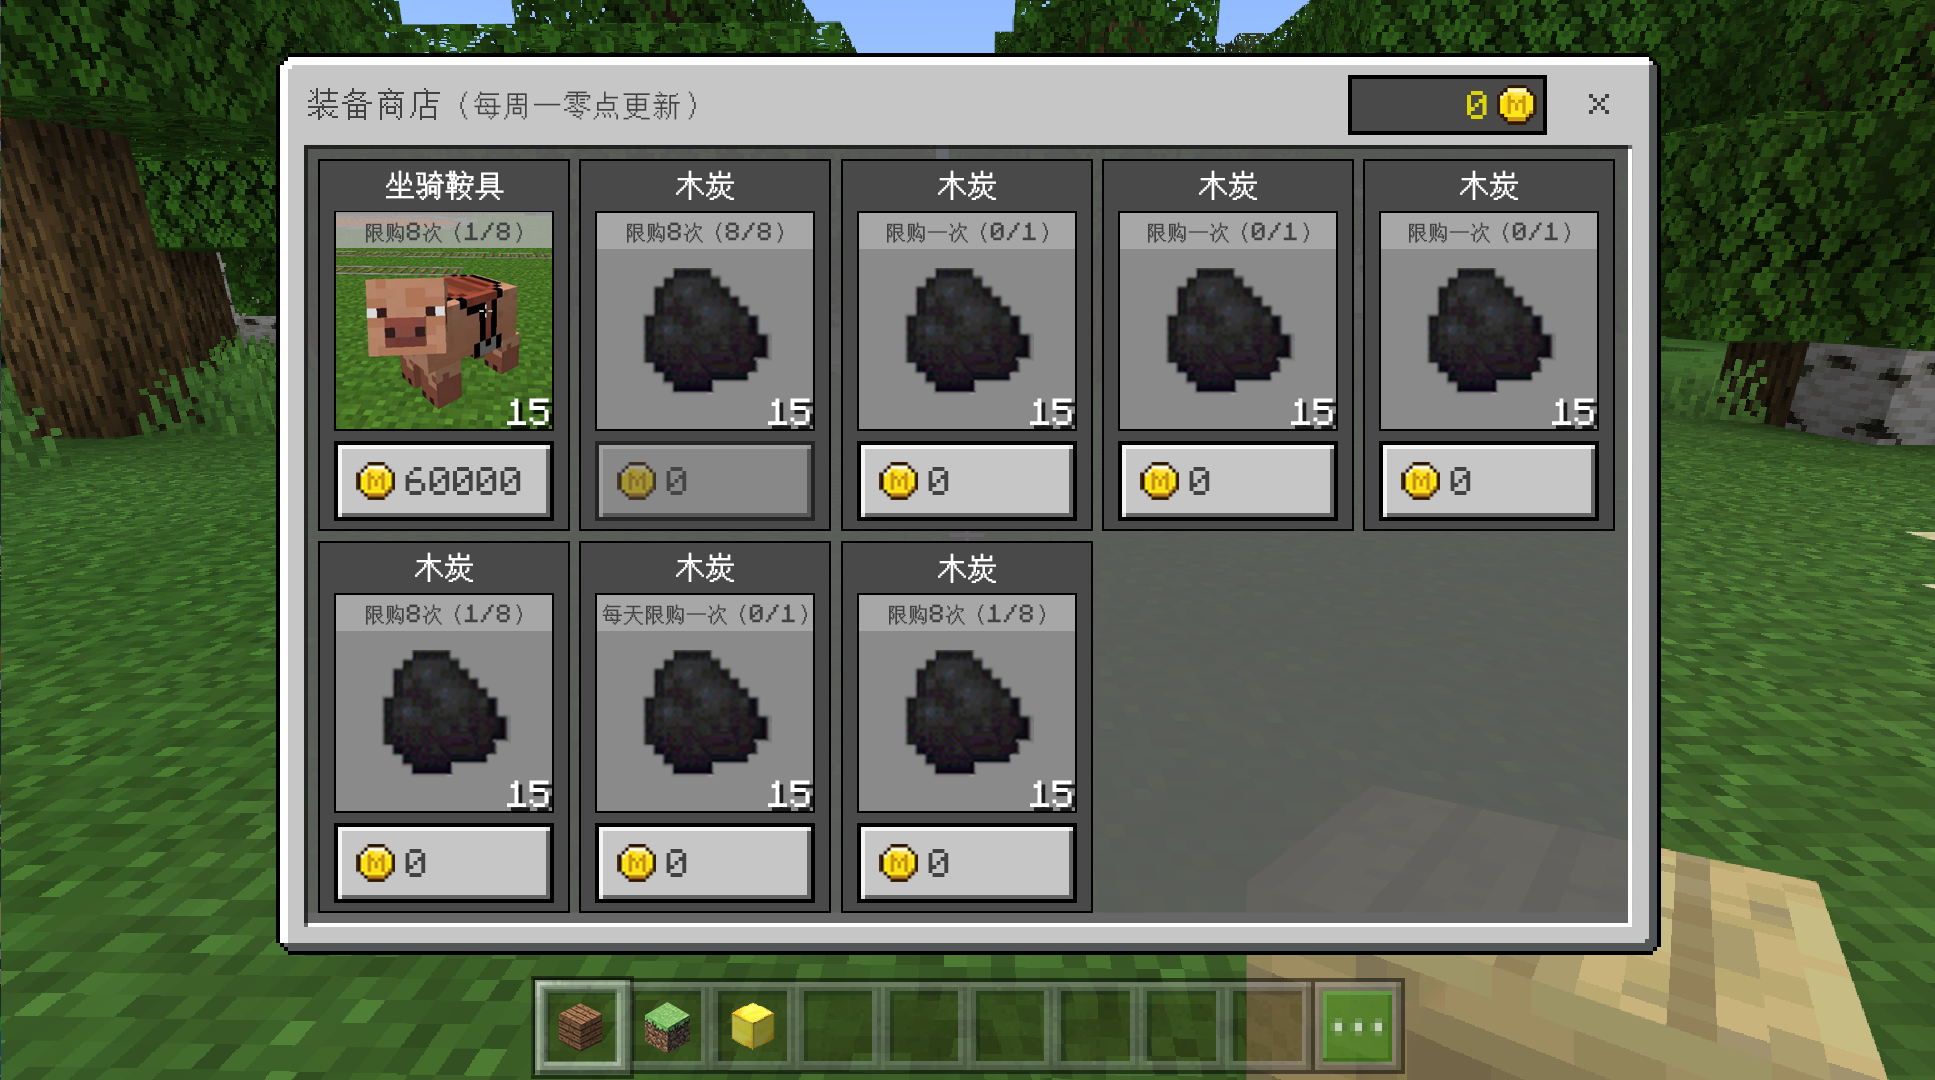 装备商店（每周一零点更新）
0
坐骑鞍具
限购8次（1/8）
15
60000
木炭
限购8次（8/8）
15
0
木炭
限购一次（0/1）
15
0
木炭
限购一次（0/1）
15
0
木炭
限购一次（0/1）
15
0
木炭
限购8次（1/8）
15
0
木炭
每天限购一次（0/1）
15
0
木炭
限购8次（1/8）
15
0